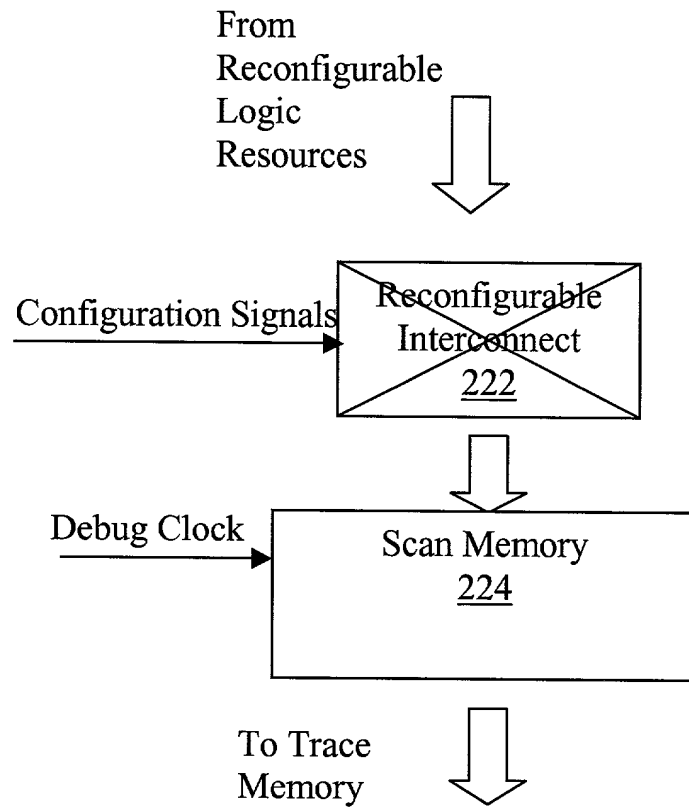 From
Reconfigurable
Logic
Resources
Configuration Signals
Reconfigurable
Interconnect
222
Debug Clock
Scan Memory
224
To Trace
Memory